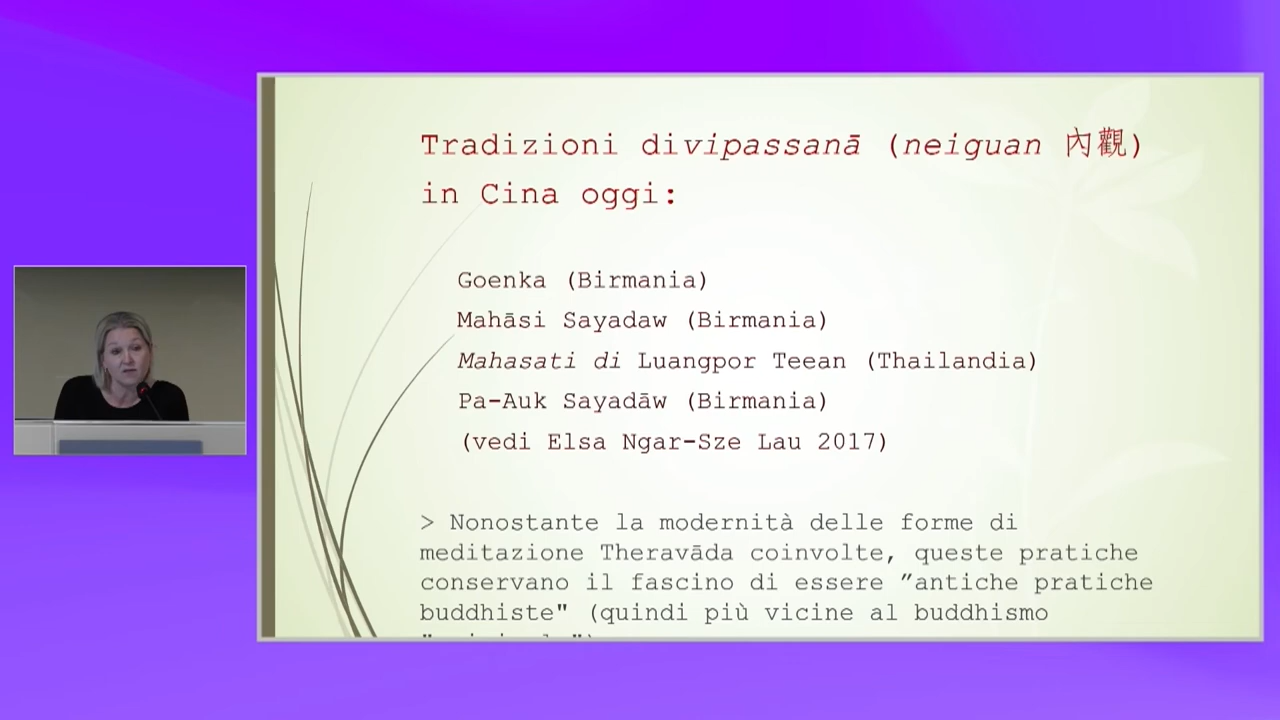 Tradizioni divipassanā (neiguan 內觀)
in Cina oggi:
Goenka (Birmania)
Mahāsi Sayadaw (Birmania)
Mahasati di Luangpor Teean (Thailandia)
Pa-Auk Sayadāw (Birmania)
(vedi Elsa Ngar-Sze Lau 2017)
> Nonostante la modernità delle forme di
meditazione Theravāda coinvolte, queste pratiche
conservano il fascino di essere ”antiche pratiche
buddhiste" (quindi più vicine al buddhismo